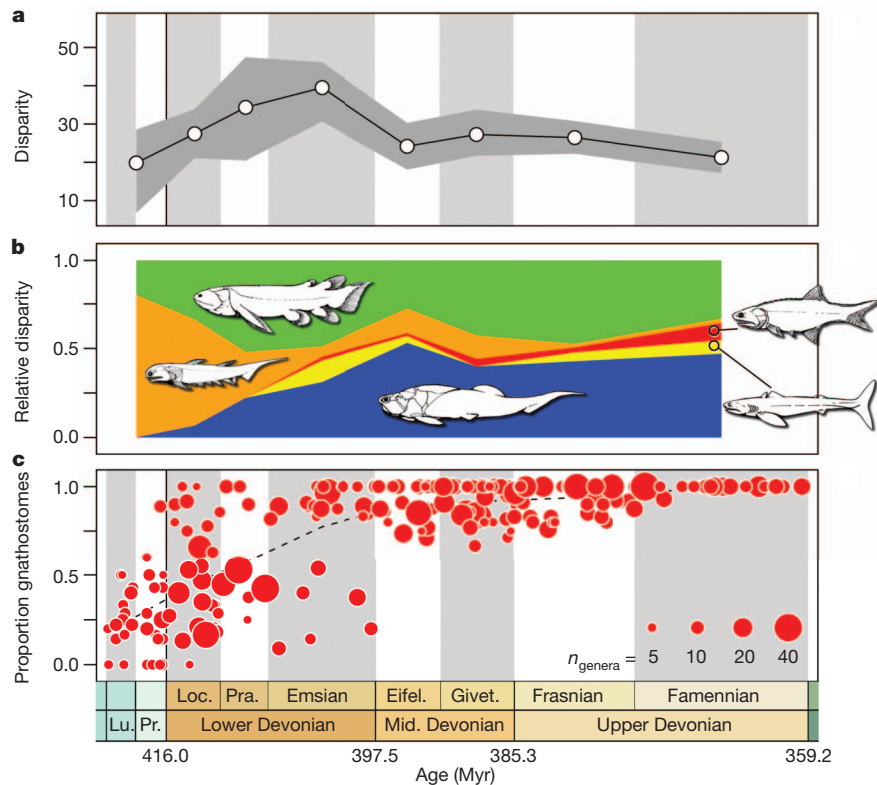 a
50
30
10
Disparity
b
1.0
0.5
0.0
Relative disparity
c
1.0
0.5
0.0
Proportion gnathostomes
n genera = 5 10 20 40
Loc. Pra. Emsian Eifel. Givet. Frasnian Famennian
Lu. Pr. Lower Devonian Mid. Devonian Upper Devonian
416.0 397.5 385.3 359.2
Age (Myr)